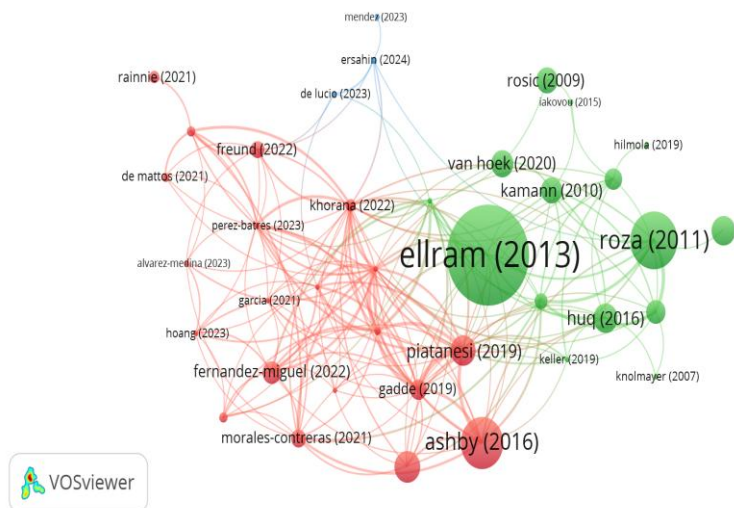 mendez (2023)
ersahin (2024)
rainnie (2021)
rosic (2009)
de lucio (2023)
iakovou (2015)
freund (2022)
hilmola (2019)
van hoek (2020)
de mattos (2021)
kamann (2010)
khorana (2022)
perez-batres (2023)
ellram (2013)
roza (2011)
alvarez-medina (2023)
garcia (2021)
huq (2016)
hoang (2023)
piatanesi (2019)
keller (2019)
fernandez-miguel (2022)
knolmayer (2007)
gadde (2019)
morales-contreras (2021)
ashby (2016)
VOSviewer